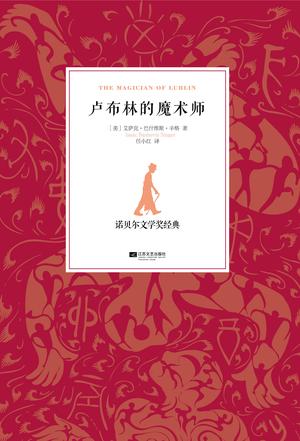 THE MAGICIAN OF LUBLIN
卢布林的魔术师
[美] 艾萨克·巴什维斯·辛格 著
Isaac Bashevis Singer
任小红 译
诺贝尔文学奖经典
江苏文艺出版社